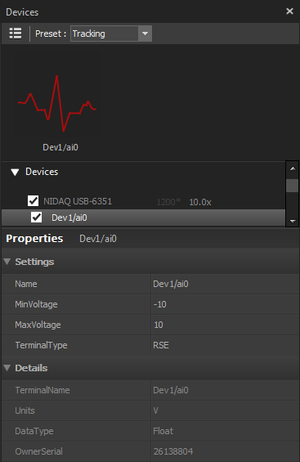 Devices
Preset : Tracking
Dev1/ai0
Devices
NIDAQ USB-6351 1200* 10.0x
Dev1/ai0
Properties Dev1/ai0
Settings
Name Dev1/ai0
MinVoltage -10
MaxVoltage 10
TerminalType RSE
Details
TerminalName Dev1/ai0
Units V
DataType Float
OwnerSerial 26138804